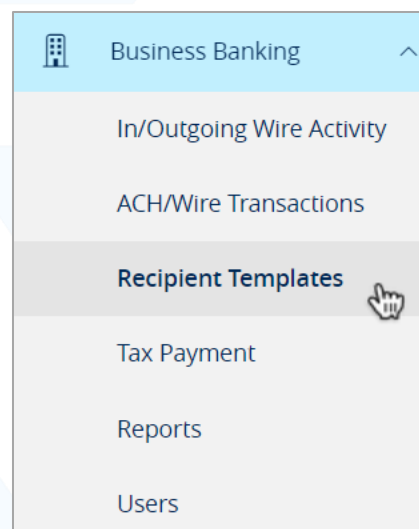 Business Banking
In/Outgoing Wire Activity
ACH/Wire Transactions
Recipient Templates
Tax Payment
Reports
Users